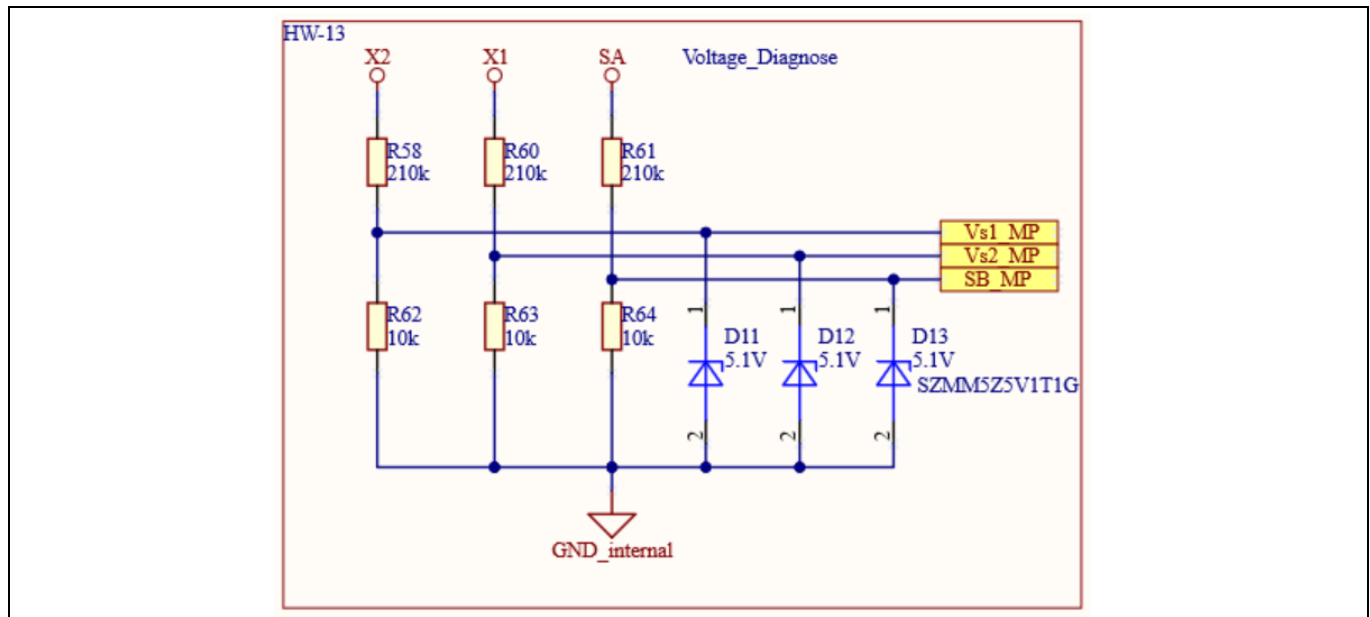 HW-13
X2
X1
SA
Voltage_Diagnose
R58
210k
R60
210k
R61
210k
Vs1_MP
Vs2_MP
SB_MP
R62
10k
R63
10k
R64
10k
1
D11
5.1V
2
1
D12
5.1V
2
1
D13
5.1V
SZMM5Z5V1T1G
2
GND_internal